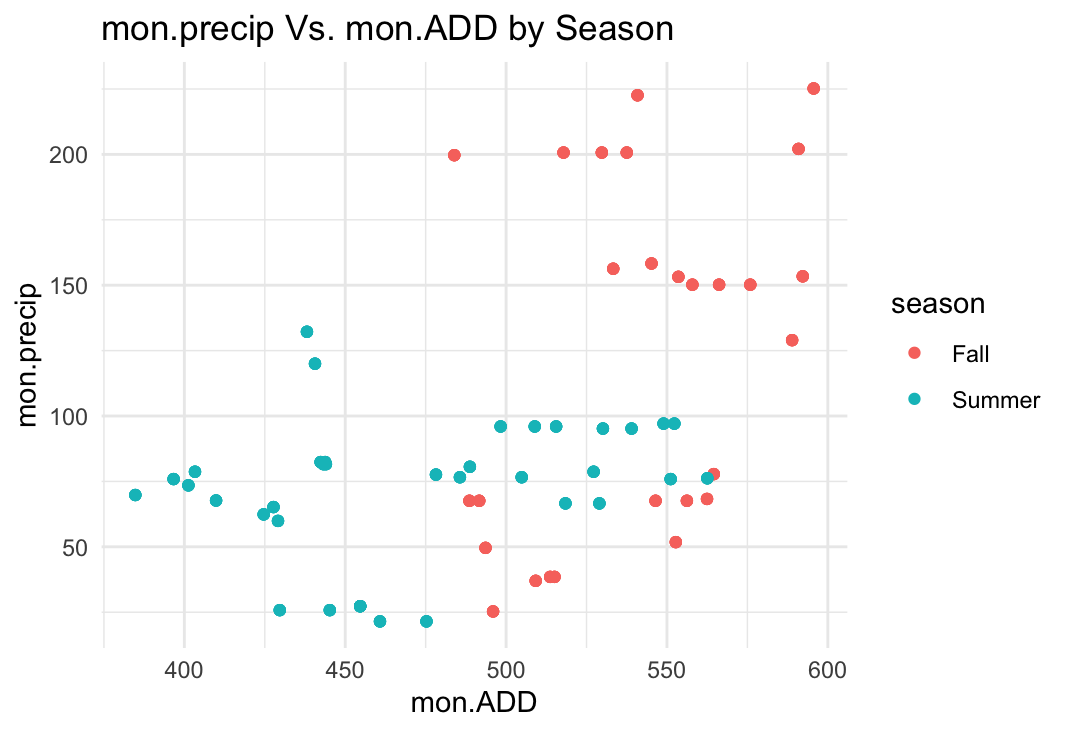 mon.precip Vs. mon.ADD by Season
200
150
100
50
mon.precip
400 450 500 550 600
mon.ADD
season
Fall
Summer